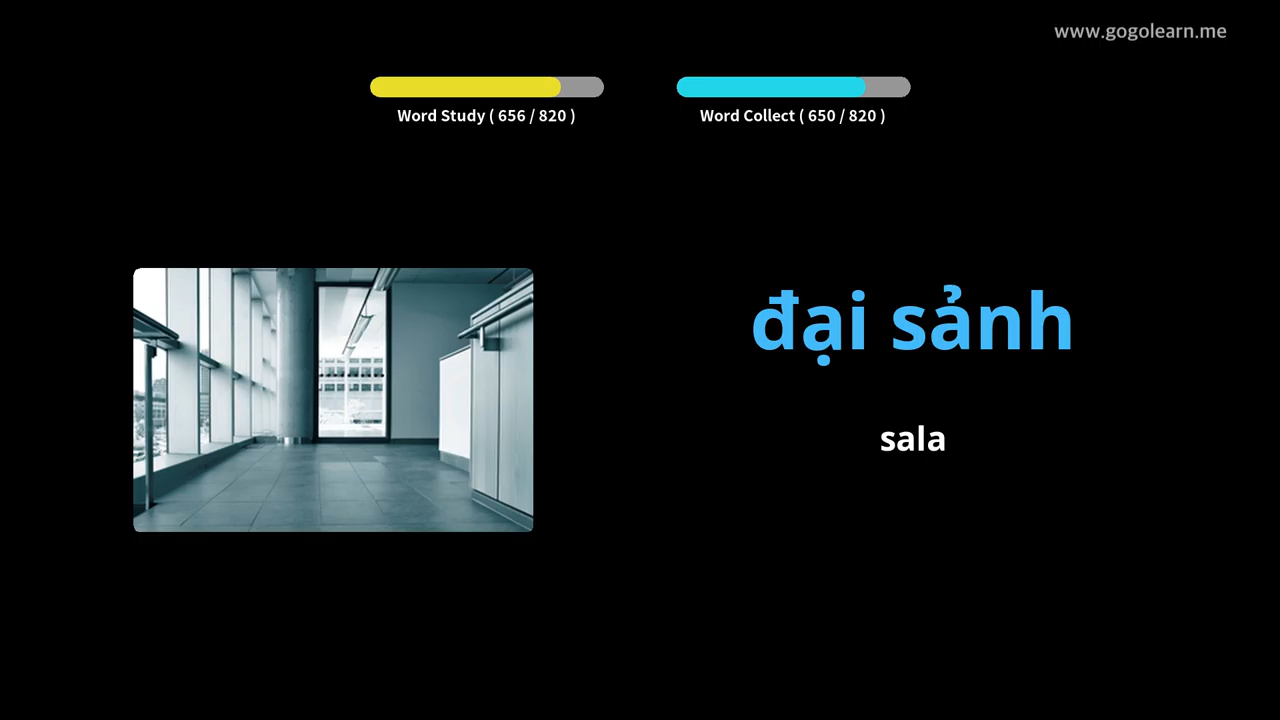 www.gogolearn.me
Word Study ( 656 / 820 )
Word Collect ( 650 / 820 )
đại sảnh
sala